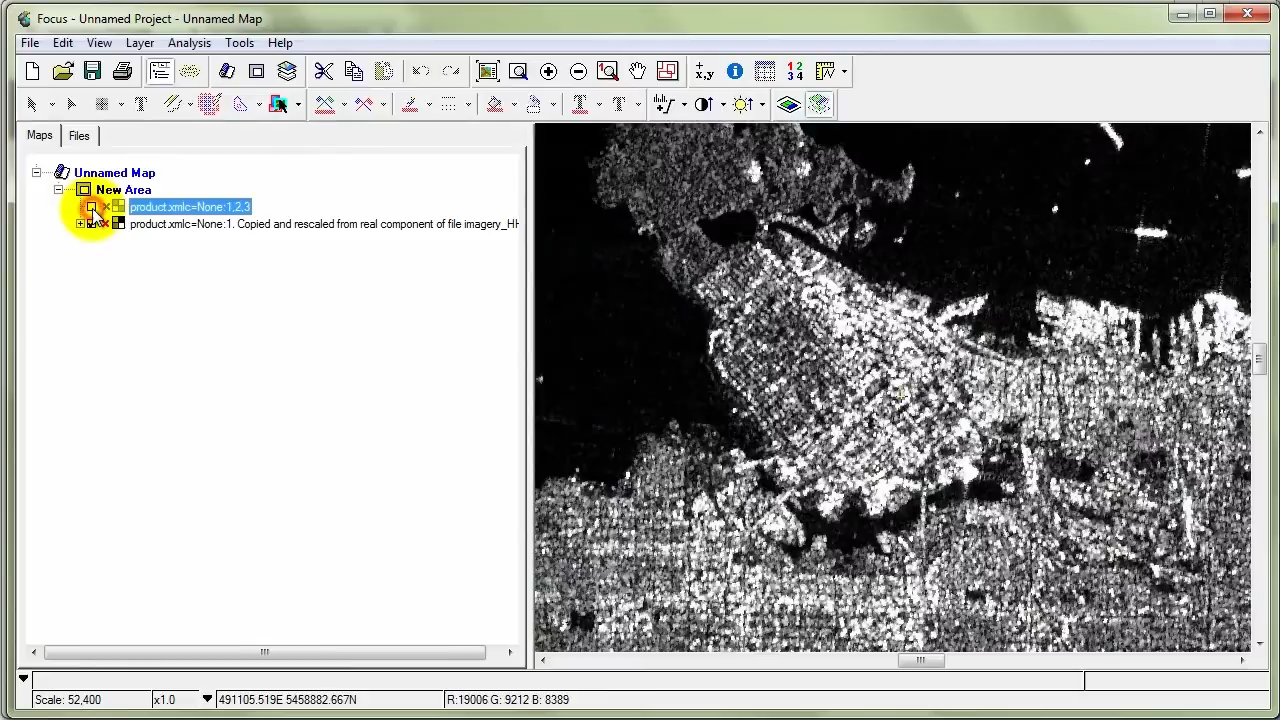 Focus - Unnamed Project - Unnamed Map
File Edit View Layer Analysis Tools Help
Maps Files
Unnamed Map
New Area
product.xmlc=None:1,2,3
product.xmlc=None:1. Copied and rescaled from real component of file imagery_HH
Scale: 52,400 x1.0 491105.519E 5458882.667N R:19006 G: 9212 B: 8389